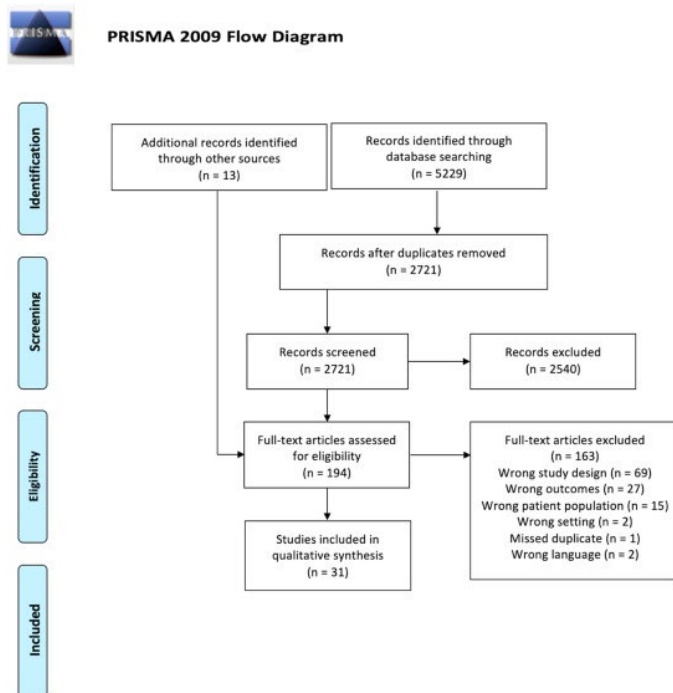 PRISMA
PRISMA 2009 Flow Diagram
Identification
Additional records identified
through other sources
(n = 13)
Records identified through
database searching
(n = 5229)
Records after duplicates removed
(n = 2721)
Screening
Records screened
(n = 2721)
Records excluded
(n = 2540)
Eligibility
Full-text articles assessed
for eligibility
(n = 194)
Full-text articles excluded
(n = 163)
Wrong study design (n = 69)
Wrong outcomes (n = 27)
Wrong patient population (n = 15)
Wrong setting (n = 2)
Missed duplicate (n = 1)
Wrong language (n = 2)
Studies included in
qualitative synthesis
(n = 31)
Included